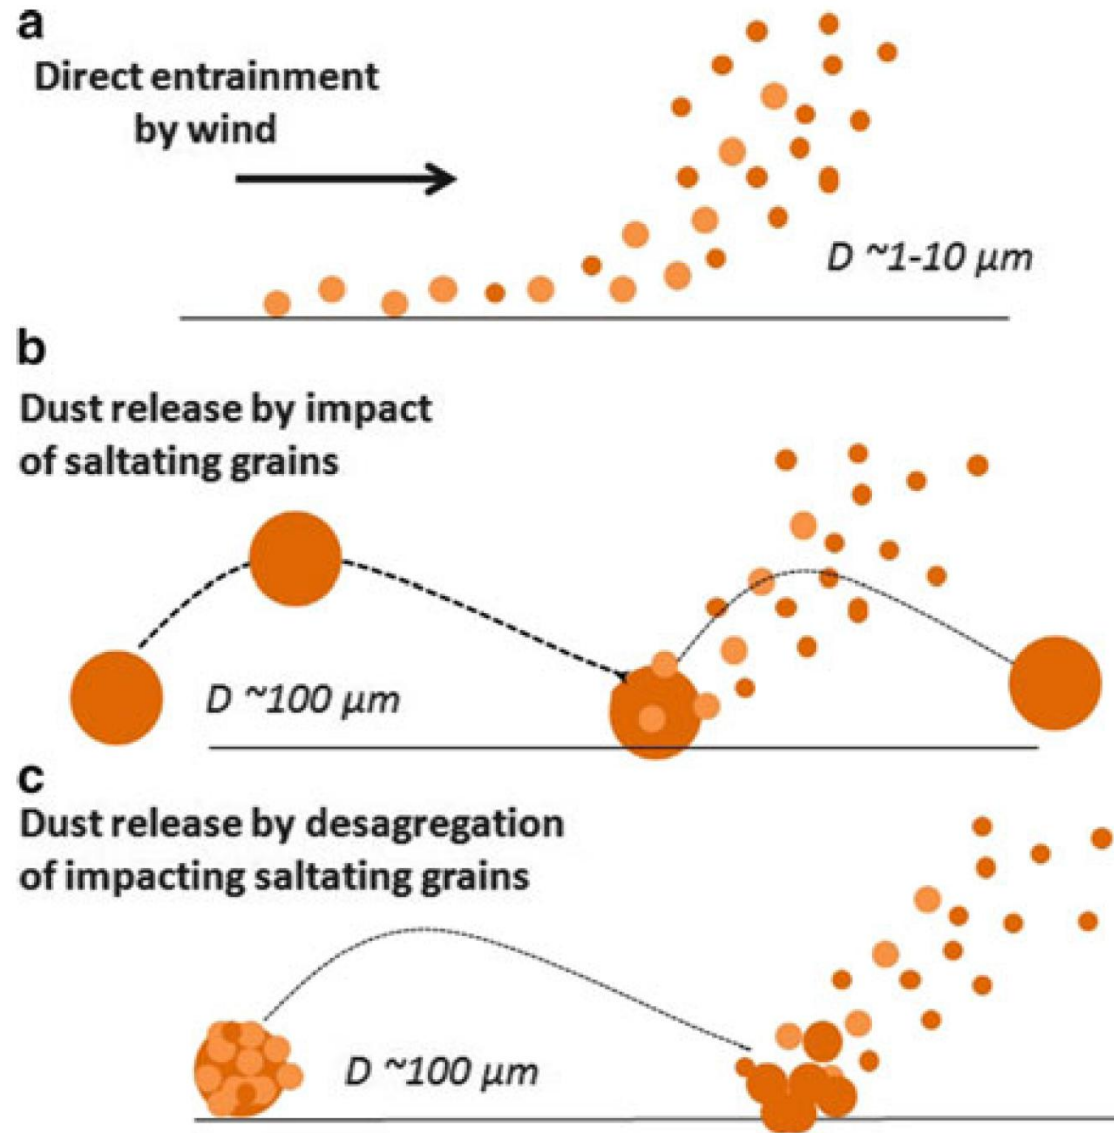 a
Direct entrainment
by wind
D ~1-10 µm
b
Dust release by impact
of saltating grains
D ~100 µm
c
Dust release by desagregation
of impacting saltating grains
D ~100 µm